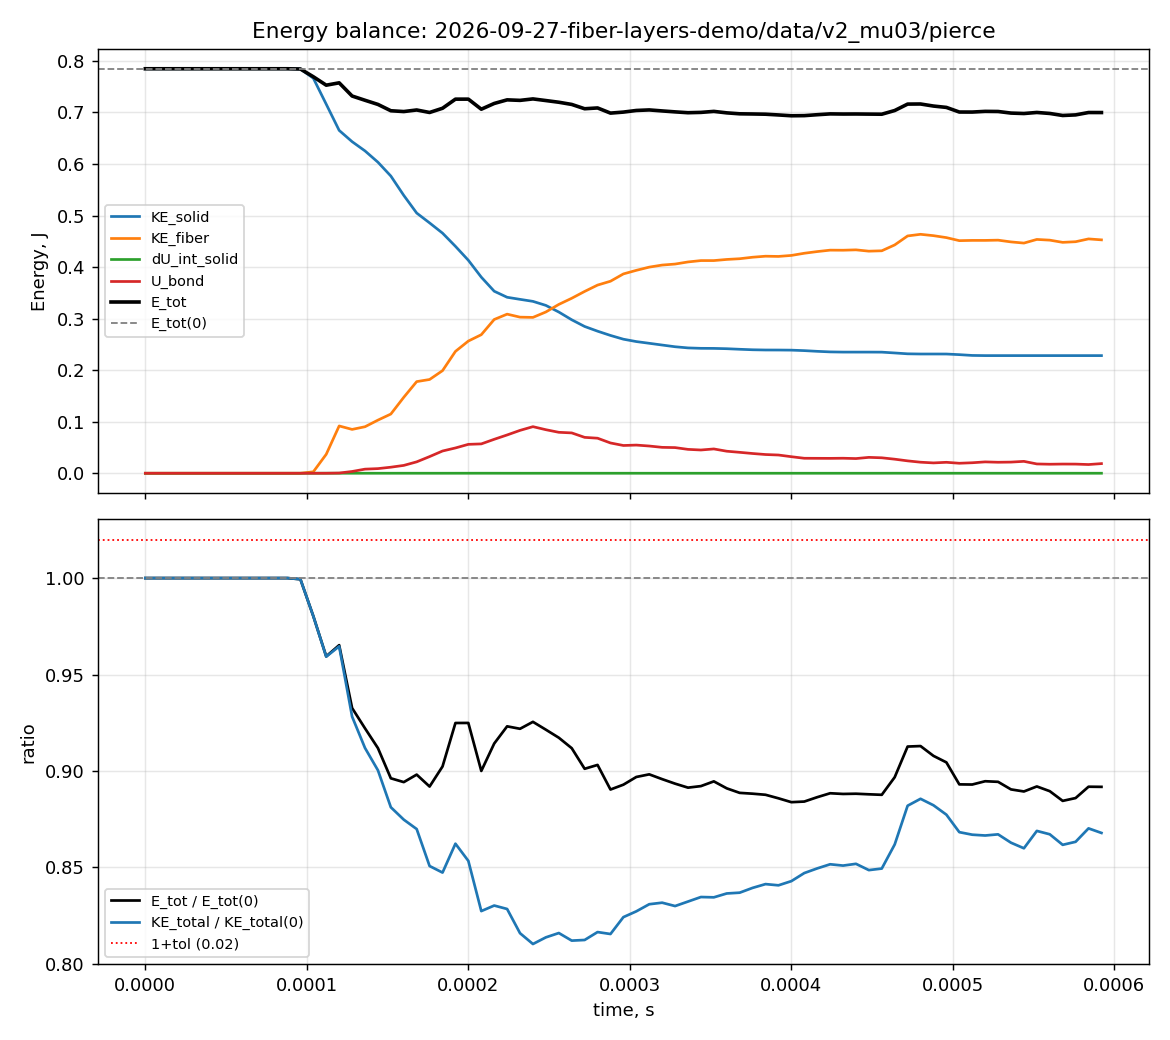 Energy balance: 2026-09-27-fiber-layers-demo/data/v2_mu03/pierce
Energy, J
0.8
0.7
0.6
0.5
0.4
0.3
0.2
0.1
0.0
KE_solid
KE_fiber
dU_int_solid
U_bond
E_tot
E_tot(0)
ratio
1.00
0.95
0.90
0.85
0.80
E_tot / E_tot(0)
KE_total / KE_total(0)
1+tol (0.02)
0.0000 0.0001 0.0002 0.0003 0.0004 0.0005 0.0006
time, s